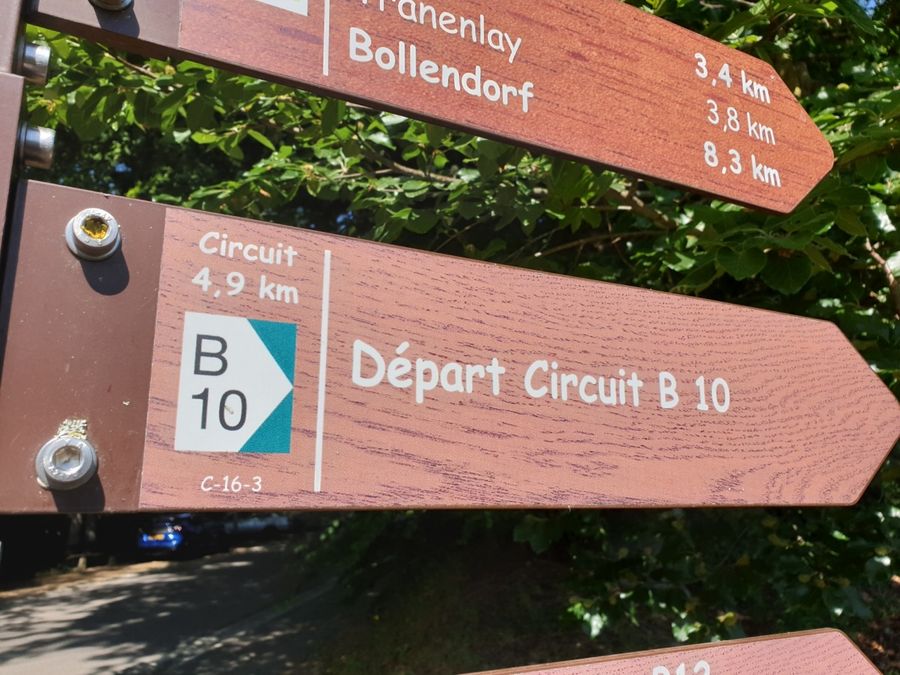 Bollendorf
3,4 km
3,8 km
8,3 km
Circuit
4,9 km
B
10
Départ Circuit B 10
C-16-3